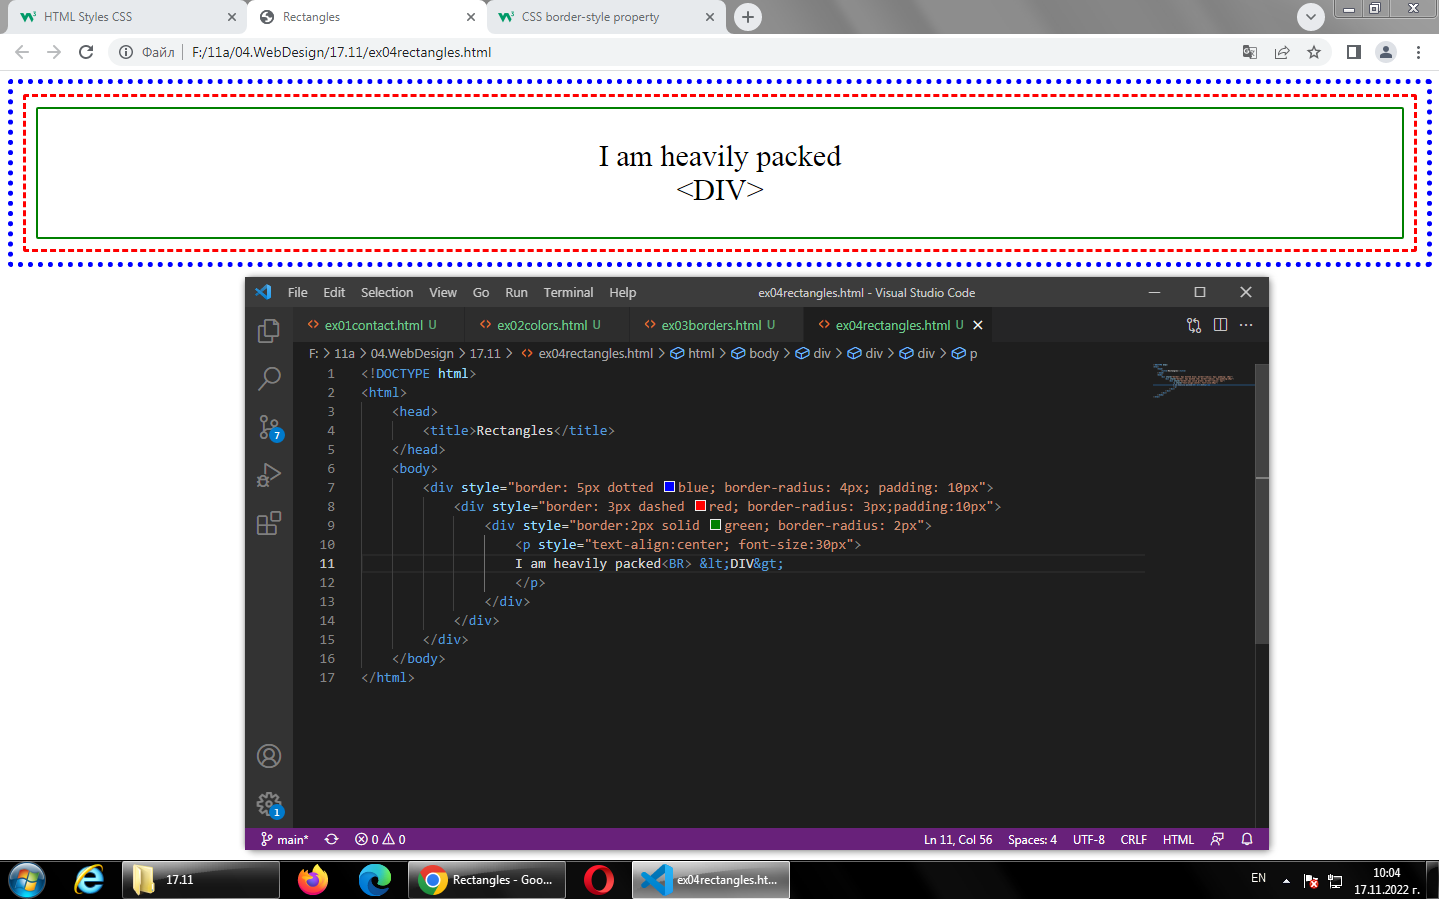 HTML Styles CSS
Rectangles
CSS border-style property
Файл
F:/11a/04.WebDesign/17.11/ex04rectangles.html
I am heavily packed
<DIV>
File Edit Selection View Go Run Terminal Help
ex04rectangles.html - Visual Studio Code
ex01contact.html U
ex02colors.html U
ex03borders.html U
ex04rectangles.html U
F: > 11a > 04.WebDesign > 17.11 > <> ex04rectangles.html > html > body > div > div > div > p
1 <!DOCTYPE html>
2 <html>
3 <head>
4 <title>Rectangles</title>
5 </head>
6 <body>
7 <div style="border: 5px dotted blue; border-radius: 4px; padding: 10px">
8 <div style="border: 3px dashed red; border-radius: 3px;padding:10px">
9 <div style="border:2px solid green; border-radius: 2px">
10 <p style="text-align:center; font-size:30px">
11 I am heavily packed<BR> &lt;DIV&gt;
12 </p>
13 </div>
14 </div>
15 </div>
16 </body>
17 </html>
7
1
main*
0
0
Ln 11, Col 56
Spaces: 4
UTF-8
CRLF
HTML
17.11
Rectangles - Goo...
ex04rectangles.ht...
EN
10:04
17.11.2022 г.